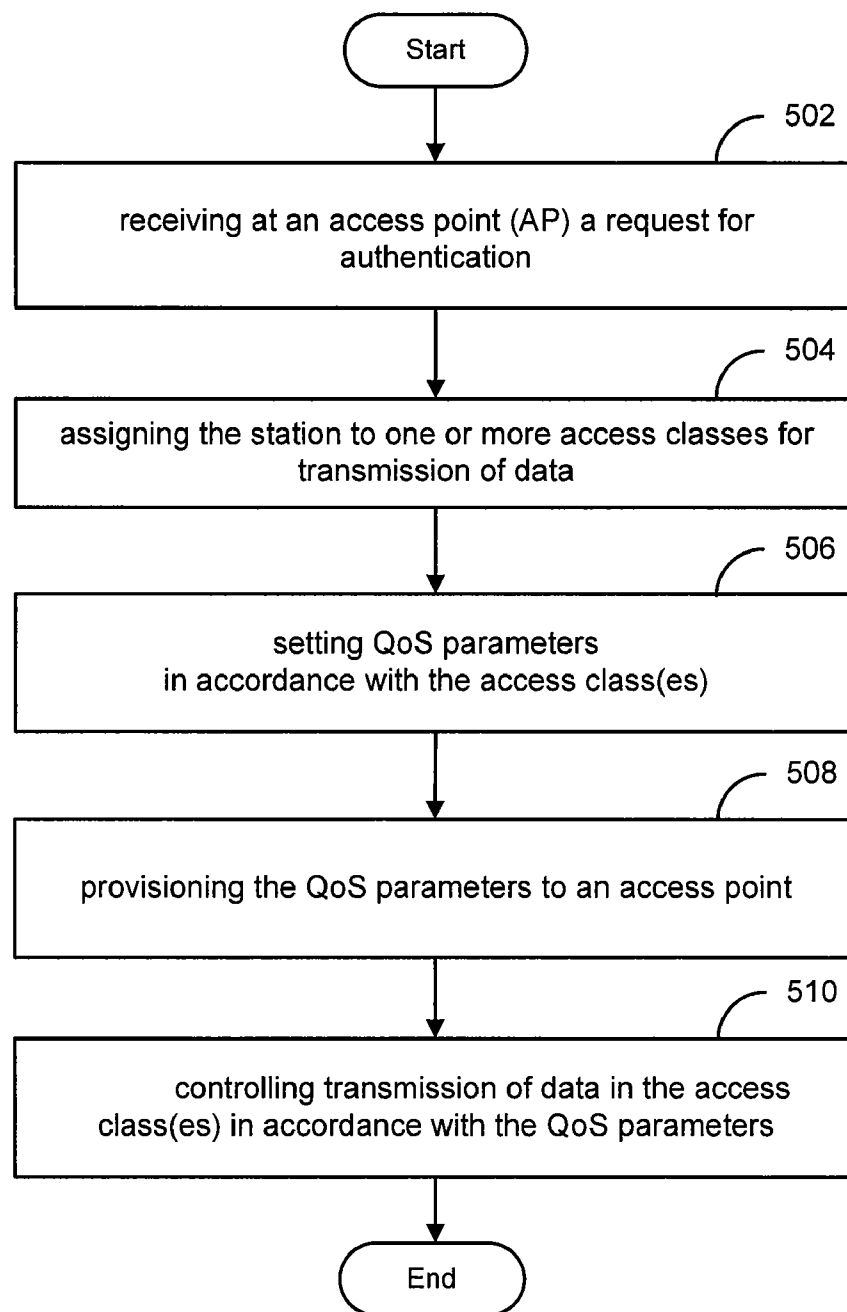 Start
502
receiving at an access point (AP) a request for
authentication
504
assigning the station to one or more access classes for
transmission of data
506
setting QoS parameters
in accordance with the access class(es)
508
provisioning the QoS parameters to an access point
510
controlling transmission of data in the access
class(es) in accordance with the QoS parameters
End